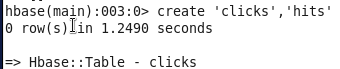 hbase(main):003:0> create 'clicks','hits'
0 row(s) in 1.2490 seconds
=> Hbase::Table - clicks